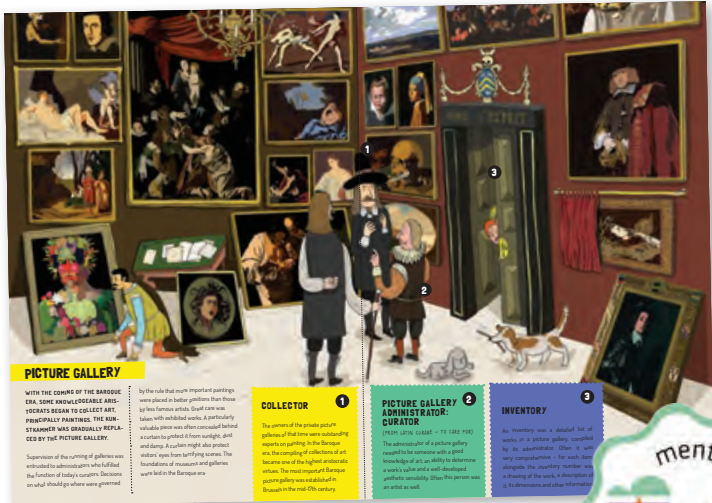 1
3
2
PICTURE GALLERY
WITH THE COMING OF THE BAROQUE
ERA, SOME KNOWLEDGEABLE ARIS-
TOCRATS BEGAN TO COLLECT ART,
PRINCIPALLY PAINTINGS. THE KUN-
STKAMMER WAS GRADUALLY REPLA-
CED BY THE PICTURE GALLERY.
Supervision of the running of galleries was
entrusted to administrators who fulfilled
the function of today's curators. Decisions
on what should go where were governed
by the rule that more important paintings
were placed in better positions than those
by less famous artists. Great care was
taken with exhibited works. A particularly
valuable piece was often concealed behind
a curtain to protect it from sunlight, dust
and damp. A curtain might also protect
visitors' eyes from terrifying scenes. The
foundations of museums and galleries
were laid in the Baroque era
COLLECTOR 1
The owners of the private picture
galleries of that time were outstanding
experts on painting. In the Baroque
era, the compiling of collections of art
became one of the highest aristocratic
virtues. The most important Baroque
picture gallery was established in
Brussels in the mid-17th century.
PICTURE GALLERY 2
ADMINISTRATOR:
CURATOR
(FROM LATIN CURARE – TO CARE FOR)
The administrator of a picture gallery
needed to be someone with a good
knowledge of art, an ability to determine
a work's value and a well-developed
aesthetic sensibility. Often this person was
an artist as well.
INVENTORY 3
An inventory was a detailed list of
works in a picture gallery, compiled
by its administrator. Often it was
very comprehensive – for each item
alongside the inventory number was
a drawing of the work, a description of
it, its dimensions and other information
ment